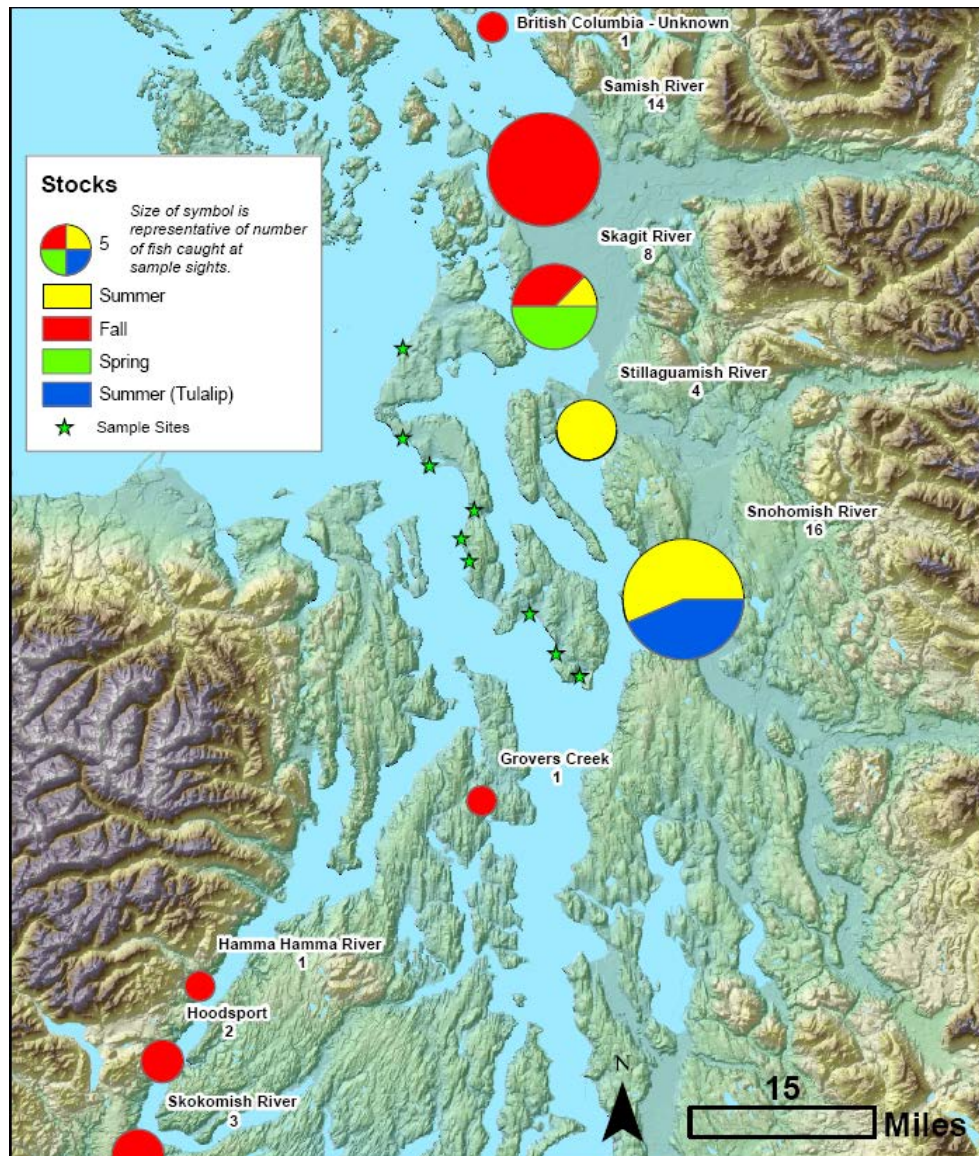 British Columbia - Unknown
1
Samish River
14
Stocks
Size of symbol is
representative of number
of fish caught at
sample sights.
5
Summer
Fall
Spring
Summer (Tulalip)
Sample Sites
Skagit River
8
Stillaguamish River
4
Snohomish River
16
Grovers Creek
1
Hamma Hamma River
1
Hoodsport
2
Skokomish River
3
N
15
Miles